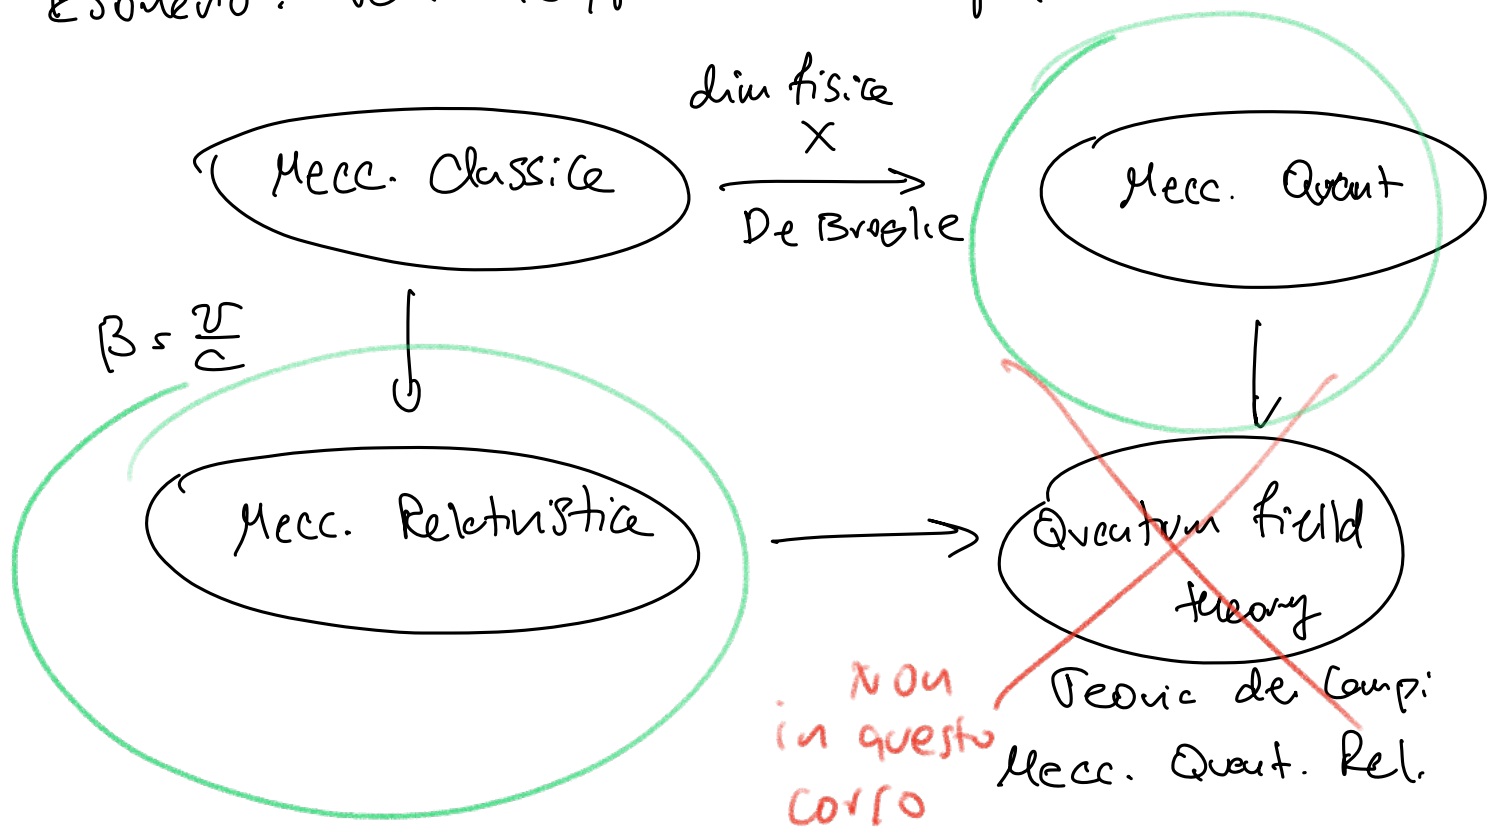 dim fisica
X
Mecc. Classica
De Broglie
Mecc. Quant
β = v/c
Mecc. Relativistica
Quantum fielld
theory
Teoria dei Campi
Mecc. Quant. Rel.
Non
in questo
corso